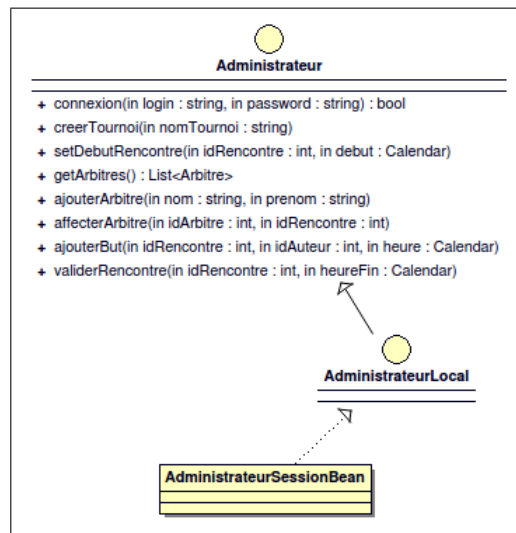 Administrateur
+ connexion(in login : string, in password : string) : bool
+ creerTournoi(in nomTournoi : string)
+ setDebutRencontre(in idRencontre : int, in debut : Calendar)
+ getArbitres() : List<Arbitre>
+ ajouterArbitre(in nom : string, in prenom : string)
+ affecterArbitre(in idArbitre : int, in idRencontre : int)
+ ajouterBut(in idRencontre : int, in idAuteur : int, in heure : Calendar)
+ validerRencontre(in idRencontre : int, in heureFin : Calendar)
AdministrateurLocal
AdministrateurSessionBean